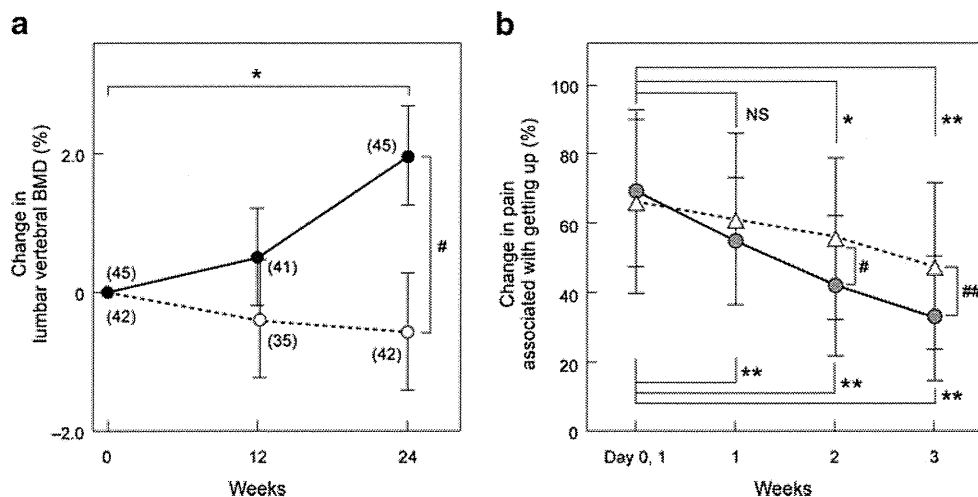 a
*
(45)
2.0
Change in
lumbar vertebral BMD (%)
#
(45)
(41)
0
(42)
(35)
(42)
–2.0
0 12 24
Weeks
b
100
NS
*
**
80
60
Change in pain
associated with getting up (%)
#
40
##
20
**
**
**
0
Day 0, 1 1 2 3
Weeks